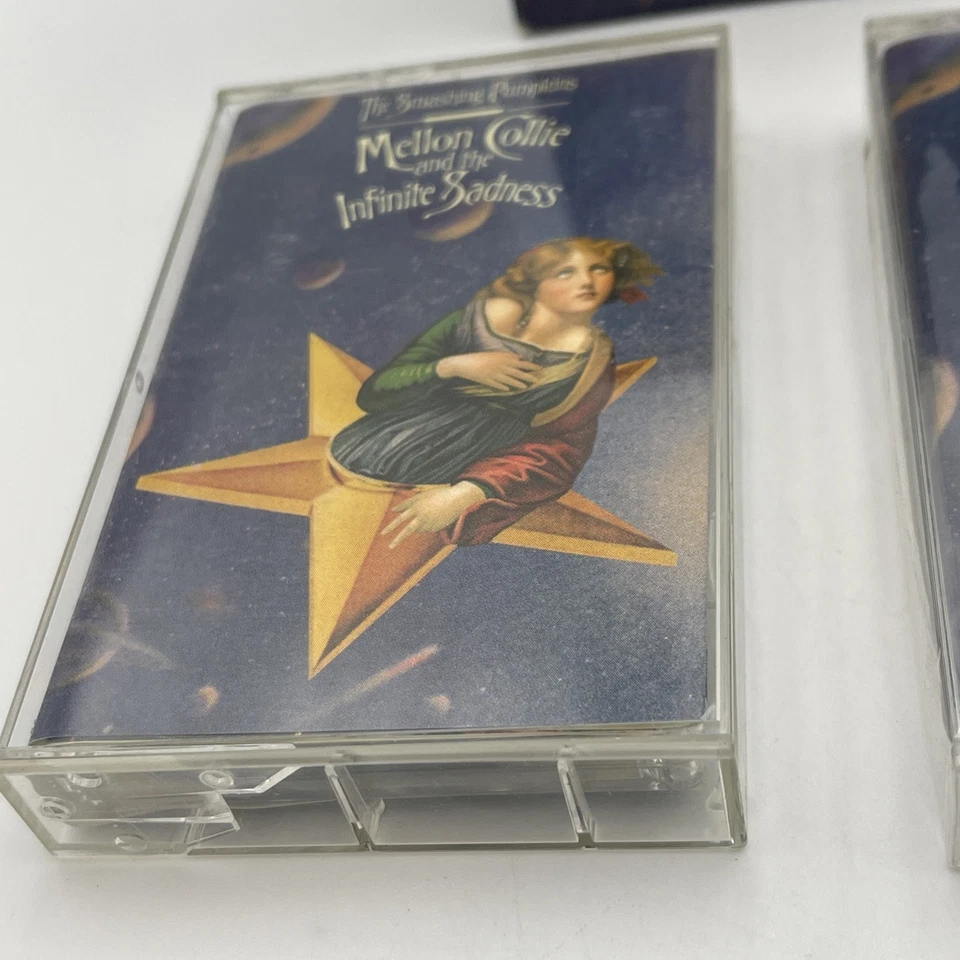 The Smashing Pumpkins
Mellon Collie
and the
Infinite Sadness